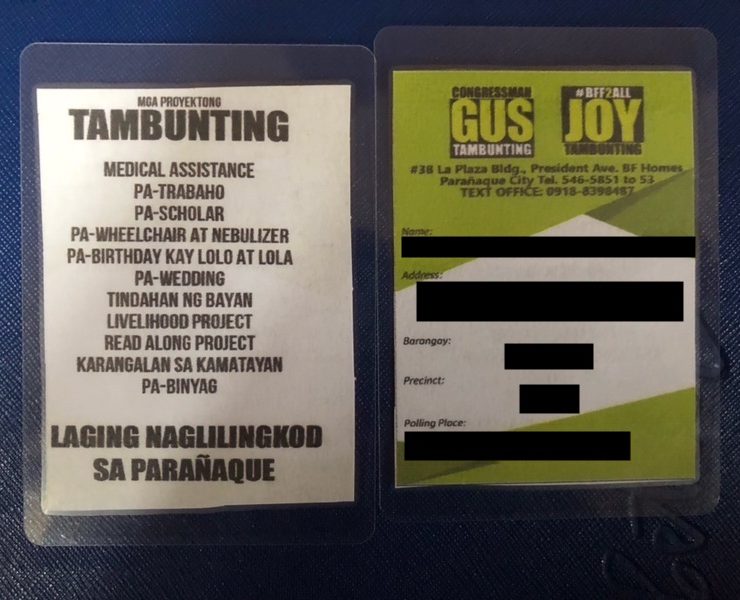 MGA PROYEKTONG
TAMBUNTING
MEDICAL ASSISTANCE
PA-TRABAHO
PA-SCHOLAR
PA-WHEELCHAIR AT NEBULIZER
PA-BIRTHDAY KAY LOLO AT LOLA
PA-WEDDING
TINDAHAN NG BAYAN
LIVELIHOOD PROJECT
READ ALONG PROJECT
KARANGALAN SA KAMATAYAN
PA-BINYAG
LAGING NAGLILINGKOD
SA PARAÑAQUE
CONGRESSMAN
GUS
TAMBUNTING
#BFF2ALL
JOY
TAMBUNTING
#38 La Plaza Bldg., President Ave. BF Homes
Parañaque City Tel. 546-5851 to 53
TEXT OFFICE: 0918-8398487
Name:
Address:
Barangay:
Precinct:
Polling Place: